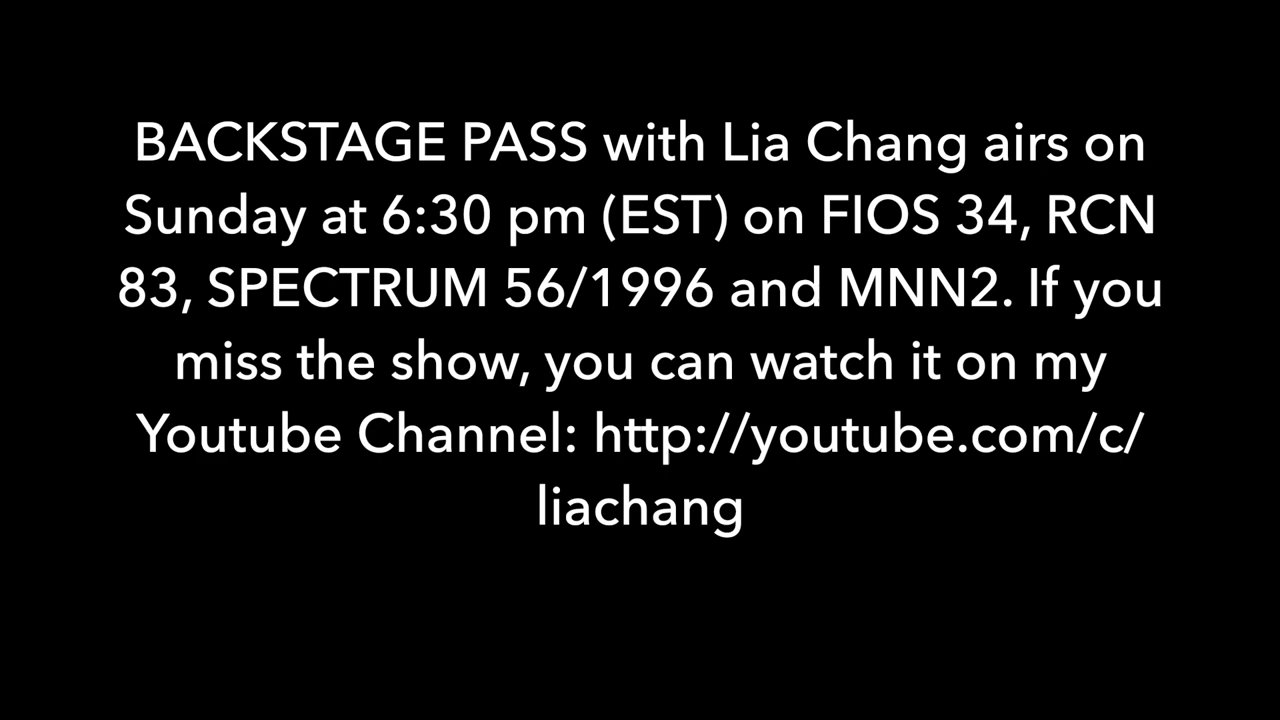 BACKSTAGE PASS with Lia Chang airs on
Sunday at 6:30 pm (EST) on FIOS 34, RCN
83, SPECTRUM 56/1996 and MNN2. If you
miss the show, you can watch it on my
Youtube Channel: http://youtube.com/c/
liachang